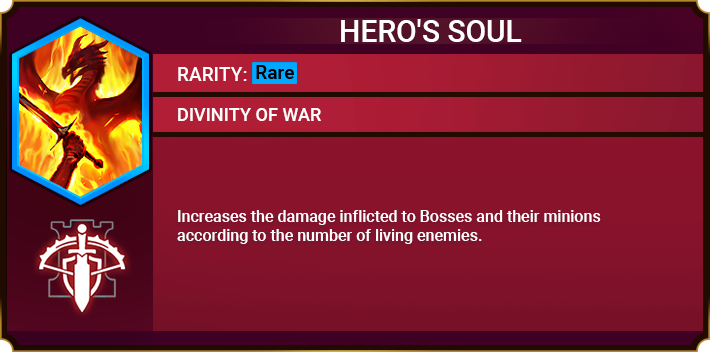 HERO'S SOUL
RARITY: Rare
DIVINITY OF WAR
Increases the damage inflicted to Bosses and their minions
according to the number of living enemies.